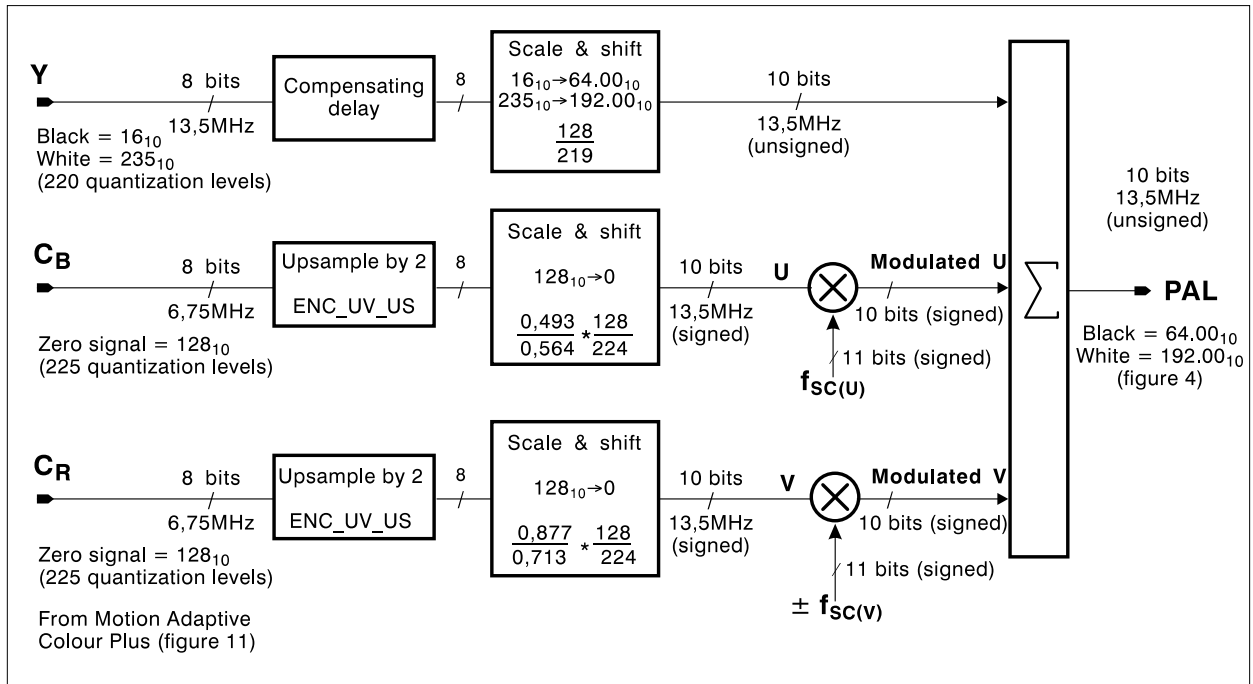 Y
8 bits
13,5MHz
Black = 16₁₀
White = 235₁₀
(220 quantization levels)
Compensating
delay
8
Scale & shift
16₁₀→64.00₁₀
235₁₀→192.00₁₀
128
219
10 bits
13,5MHz
(unsigned)
C_B
8 bits
6,75MHz
Zero signal = 128₁₀
(225 quantization levels)
Upsample by 2
ENC_UV_US
8
Scale & shift
128₁₀→0
0,493 * 128
0,564 224
10 bits
13,5MHz
(signed)
U
Modulated U
10 bits (signed)
11 bits (signed)
f_SC(U)
Σ
10 bits
13,5MHz
(unsigned)
PAL
Black = 64.00₁₀
White = 192.00₁₀
(figure 4)
C_R
8 bits
6,75MHz
Zero signal = 128₁₀
(225 quantization levels)
From Motion Adaptive
Colour Plus (figure 11)
Upsample by 2
ENC_UV_US
8
Scale & shift
128₁₀→0
0,877 * 128
0,713 224
10 bits
13,5MHz
(signed)
V
Modulated V
10 bits (signed)
11 bits (signed)
± f_SC(V)